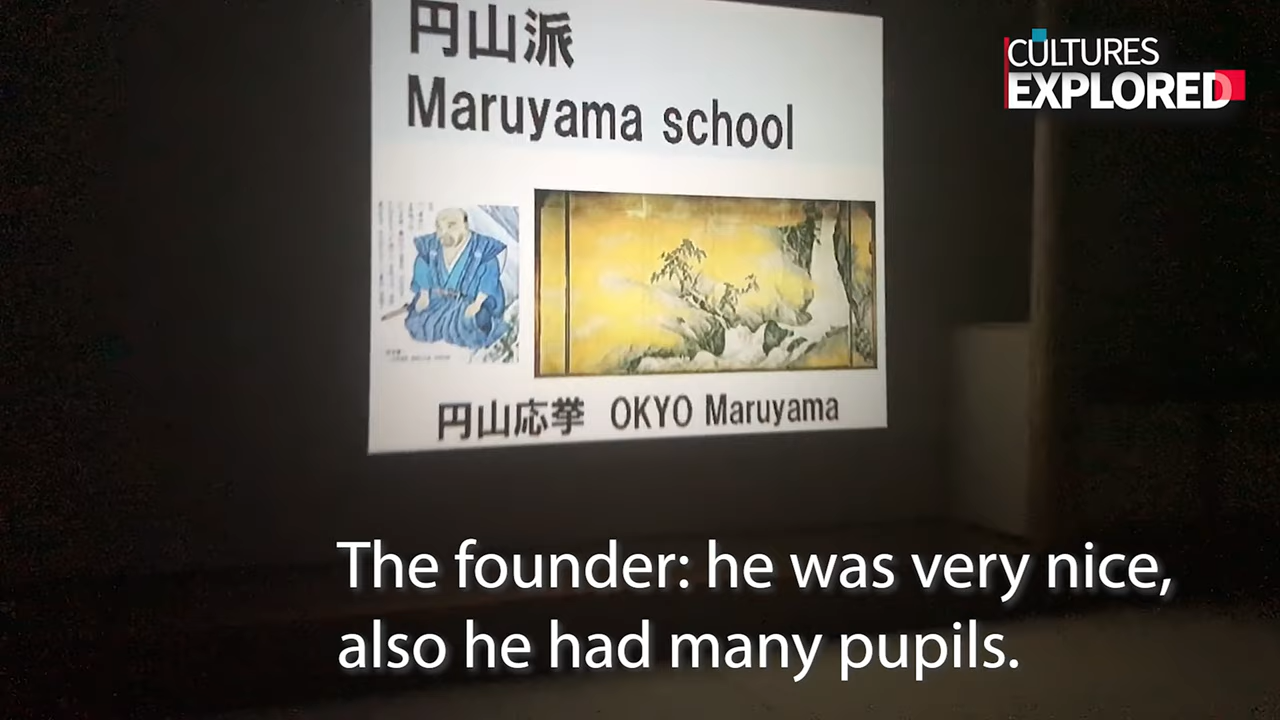 円山派
Maruyama school
CULTURES
EXPLORED
円山応挙 OKYO Maruyama
The founder: he was very nice,
also he had many pupils.